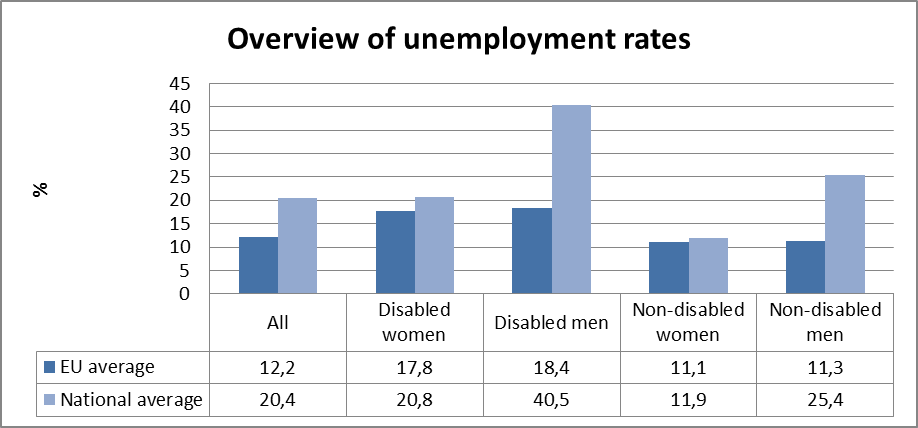 Overview of unemployment rates
%
45
40
35
30
25
20
15
10
5
0
All
Disabled women
Disabled men
Non-disabled women
Non-disabled men
EU average 12,2 17,8 18,4 11,1 11,3
National average 20,4 20,8 40,5 11,9 25,4